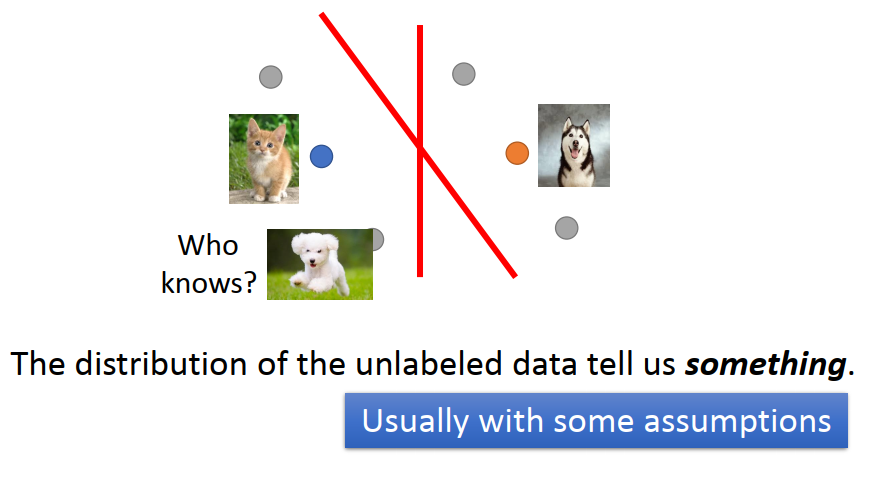 Who
knows?
The distribution of the unlabeled data tell us something.
Usually with some assumptions